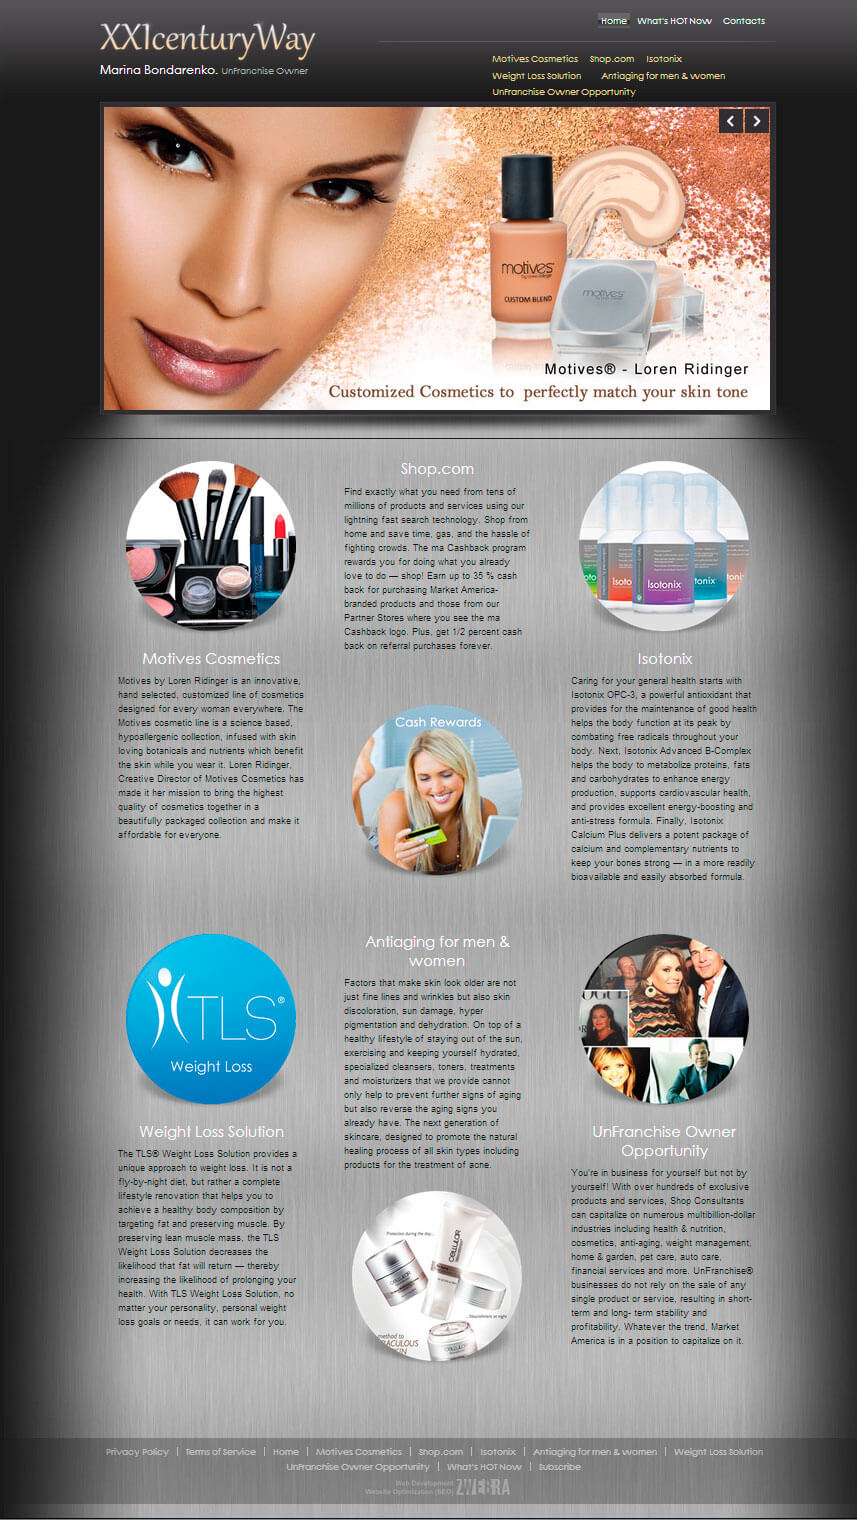 XXIcenturyWay
Marina Bondarenko. UnFranchise Owner
Home What's HOT Now Contacts
Motives Cosmetics Shop.com Isotonix
Weight Loss Solution Antiaging for men & women
UnFranchise Owner Opportunity
motives
CUSTOM BLEND
motives
Motives® - Loren Ridinger
Customized Cosmetics to perfectly match your skin tone
Motives Cosmetics
Motives by Loren Ridinger is an innovative,
hand selected, customized line of cosmetics
designed for every woman everywhere. The
Motives cosmetic line is a science based,
hypoallergenic collection, infused with skin
loving botanicals and nutrients which benefit
the skin while you wear it. Loren Ridinger,
Creative Director of Motives Cosmetics has
made it her mission to bring the highest
quality of cosmetics together in a
beautifully packaged collection and make it
affordable for everyone.
Shop.com
Find exactly what you need from tens of
millions of products and services using our
lightning fast search technology. Shop from
home and save time, gas, and the hassle of
fighting crowds. The ma Cashback program
rewards you for doing what you already
love to do — shop! Earn up to 35 % cash
back for purchasing Market America-
branded products and those from our
Partner Stores where you see the ma
Cashback logo. Plus, get 1/2 percent cash
back on referral purchases forever.
Cash Rewards
Isotonix Isotonix Isotonix
Isotonix
Caring for your general health starts with
Isotonix OPC-3, a powerful antioxidant that
provides for the maintenance of good health
helps the body function at its peak by
combating free radicals throughout your
body. Next, Isotonix Advanced B-Complex
helps the body to metabolize proteins, fats
and carbohydrates to enhance energy
production, supports cardiovascular health,
and provides excellent energy-boosting and
anti-stress formula. Finally, Isotonix
Calcium Plus delivers a potent package of
calcium and complementary nutrients to
keep your bones strong — in a more readily
bioavailable and easily absorbed formula.
TLS®
Weight Loss
Weight Loss Solution
The TLS® Weight Loss Solution provides a
unique approach to weight loss. It is not a
fly-by-night diet, but rather a complete
lifestyle renovation that helps you to
achieve a healthy body composition by
targeting fat and preserving muscle. By
preserving lean muscle mass, the TLS
Weight Loss Solution decreases the
likelihood that fat will return — thereby
increasing the likelihood of prolonging your
health. With TLS Weight Loss Solution, no
matter your personality, personal weight
loss goals or needs, it can work for you.
Antiaging for men &
women
Factors that make skin look older are not
just fine lines and wrinkles but also skin
discoloration, sun damage, hyper
pigmentation and dehydration. On top of a
healthy lifestyle of staying out of the sun,
exercising and keeping yourself hydrated,
specialized cleansers, toners, treatments
and moisturizers that we provide cannot
only help to prevent further signs of aging
but also reverse the aging signs you
already have. The next generation of
skincare, designed to promote the natural
healing process of all skin types including
products for the treatment of acne.
Protection during the day...
CELLULAR
...Nourishment at night
method to
UnFranchise Owner
Opportunity
You're in business for yourself but not by
yourself! With over hundreds of exclusive
products and services, Shop Consultants
can capitalize on numerous multibillion-dollar
industries including health & nutrition,
cosmetics, anti-aging, weight management,
home & garden, pet care, auto care,
financial services and more. UnFranchise®
businesses do not rely on the sale of any
single product or service, resulting in short-
term and long- term stability and
profitability. Whatever the trend, Market
America is in a position to capitalize on it.
Privacy Policy | Terms of Service | Home | Motives Cosmetics | Shop.com | Isotonix | Antiaging for men & women | Weight Loss Solution
UnFranchise Owner Opportunity | What's HOT Now | Subscribe
Web Development
Website Optimization (SEO) 2WEBRA